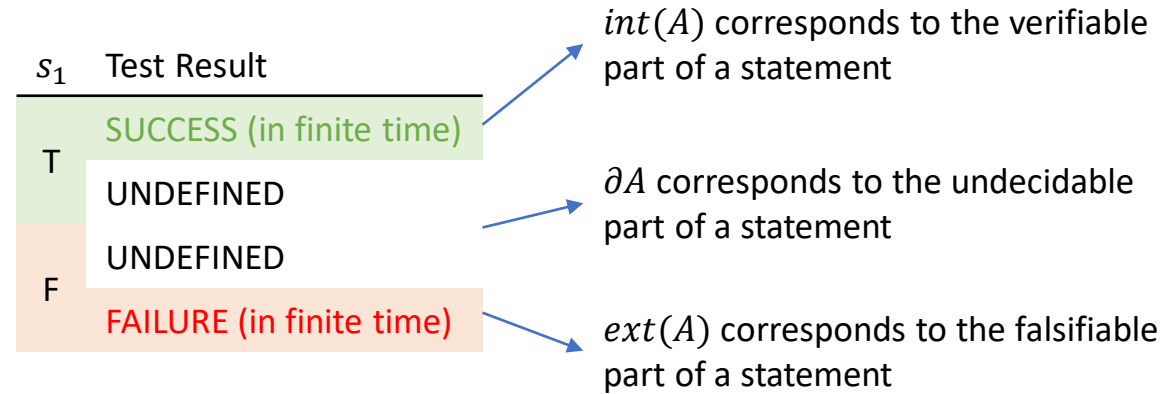 s₁ Test Result
T
SUCCESS (in finite time)
UNDEFINED
F
UNDEFINED
FAILURE (in finite time)
int(A) corresponds to the verifiable
part of a statement
∂A corresponds to the undecidable
part of a statement
ext(A) corresponds to the falsifiable
part of a statement